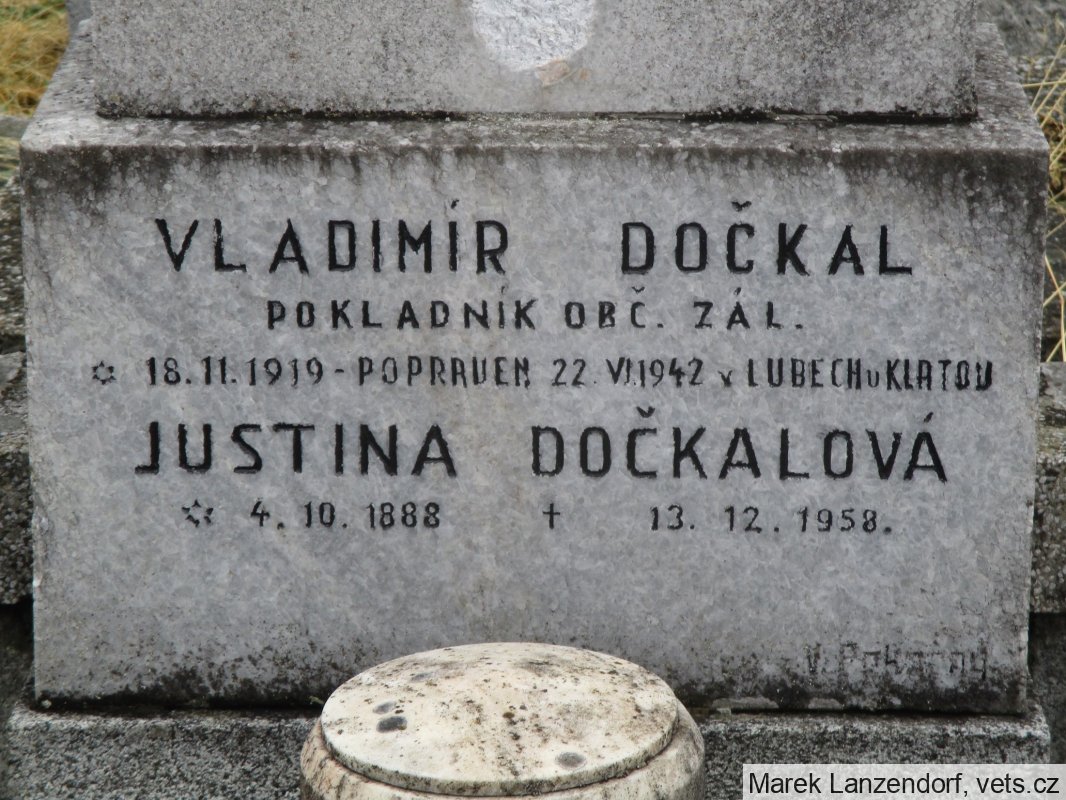 VLADIMÍR DOČKAL
POKLADNÍK OBČ. ZÁL.
✡ 18.11.1919 - POPRAVEN 22 VI.1942 v LUBECH u KLATOV
JUSTINA DOČKALOVÁ
✡ 4. 10. 1888 † 13. 12. 1958.
V. Pokorný
Marek Lanzendorf, vets.cz